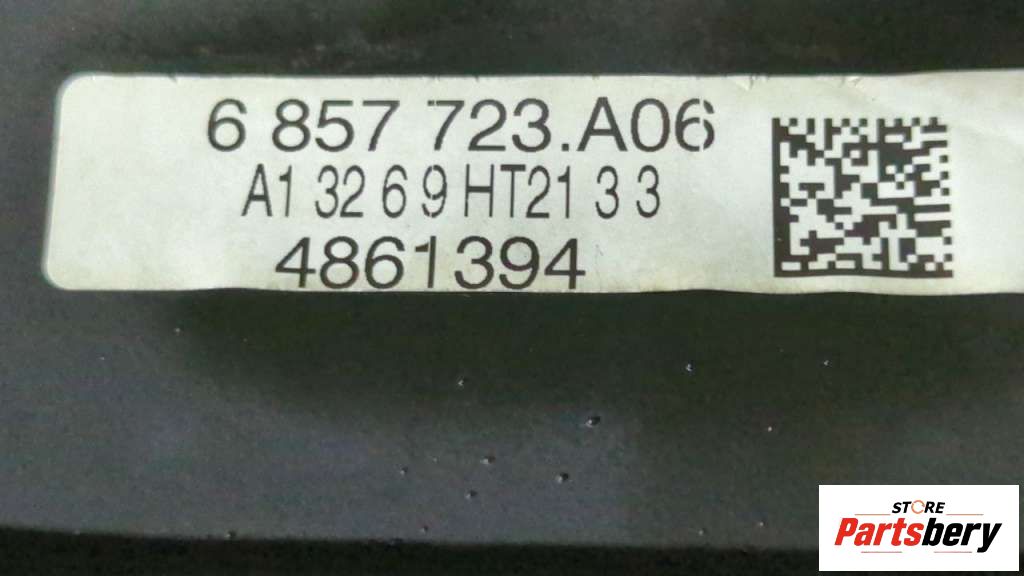 6 857 723.A06
A1 32 6 9 HT21 3 3
4861394
STORE
Partsbery